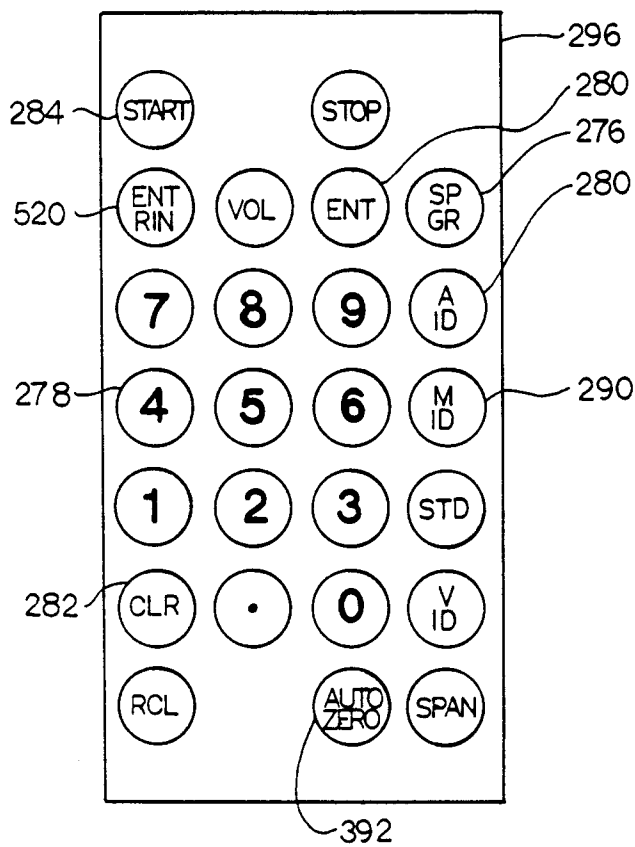 296
284 START STOP 280
276
520 ENT RIN VOL ENT SP GR 280
7 8 9 A ID
278 4 5 6 M ID 290
1 2 3 STD
282 CLR . 0 V ID
RCL AUTO ZERO SPAN
392